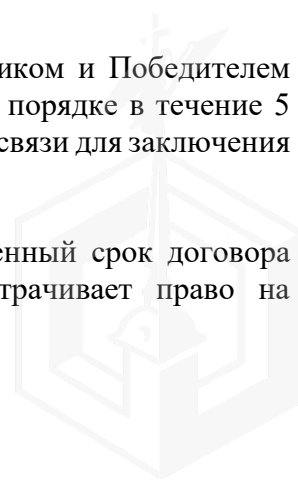 иком и Победителем
порядке в течение 5
связи для заключения
енный срок договора
трачивает право на